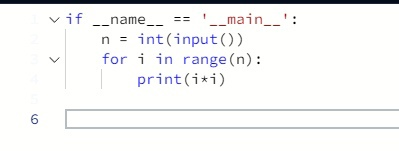 1 if __name__ == '__main__':
2     n = int(input())
3     for i in range(n):
4         print(i*i)
5
6